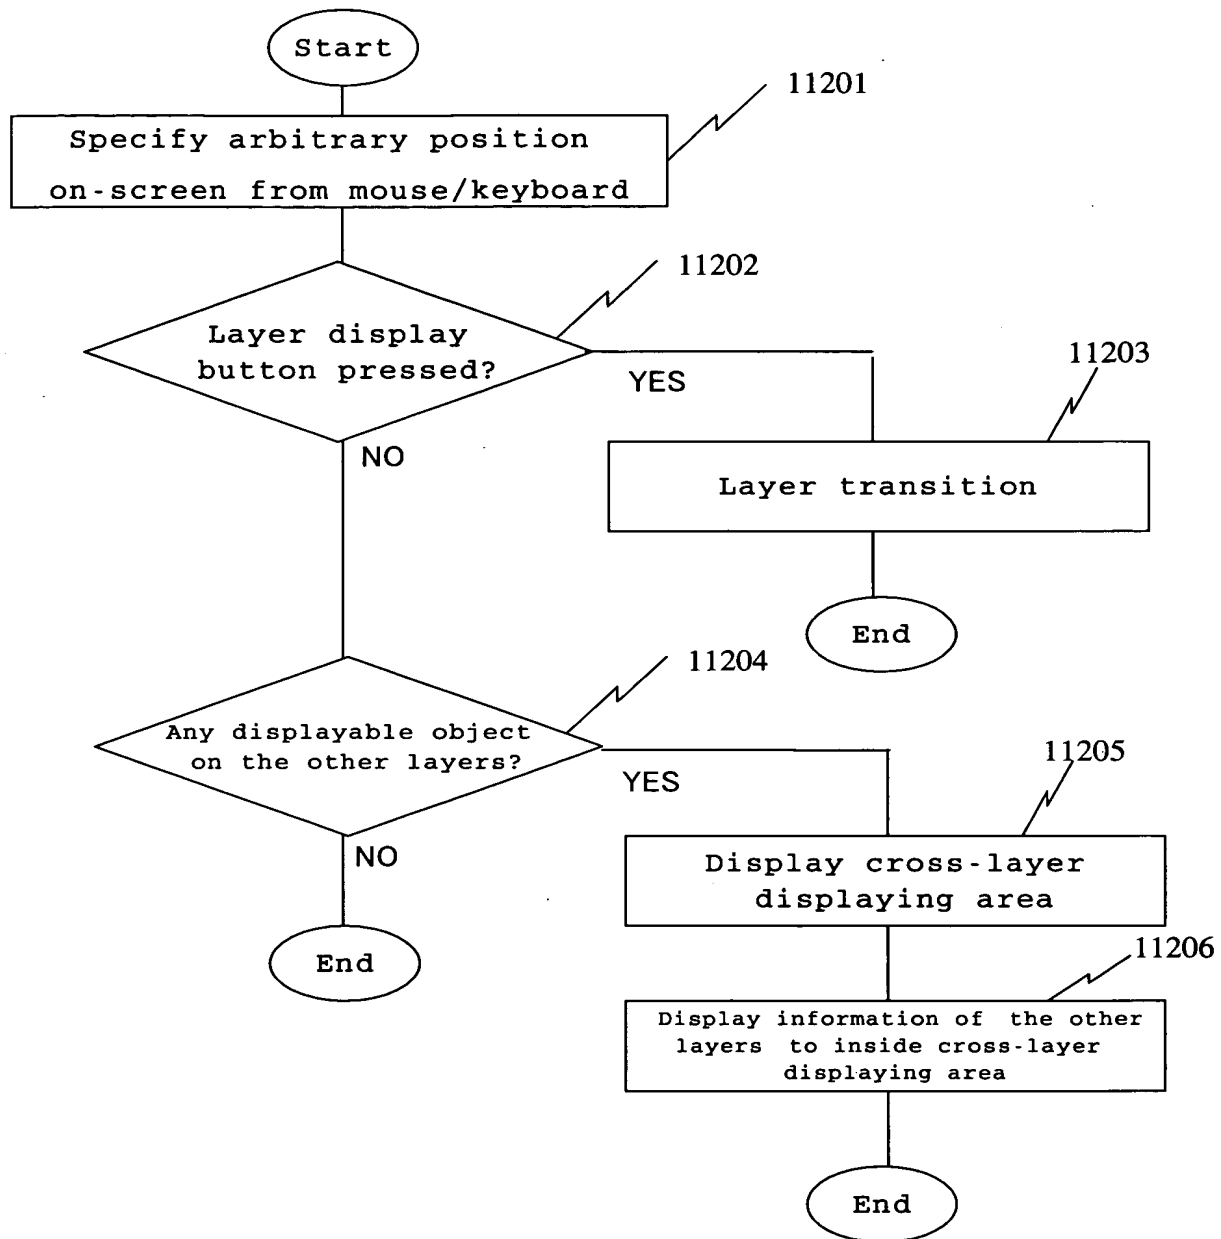 Start
11201
Specify arbitrary position
on-screen from mouse/keyboard
11202
Layer display
button pressed?
YES
NO
11203
Layer transition
End
11204
Any displayable object
on the other layers?
YES
NO
End
11205
Display cross-layer
displaying area
11206
Display information of the other
layers to inside cross-layer
displaying area
End